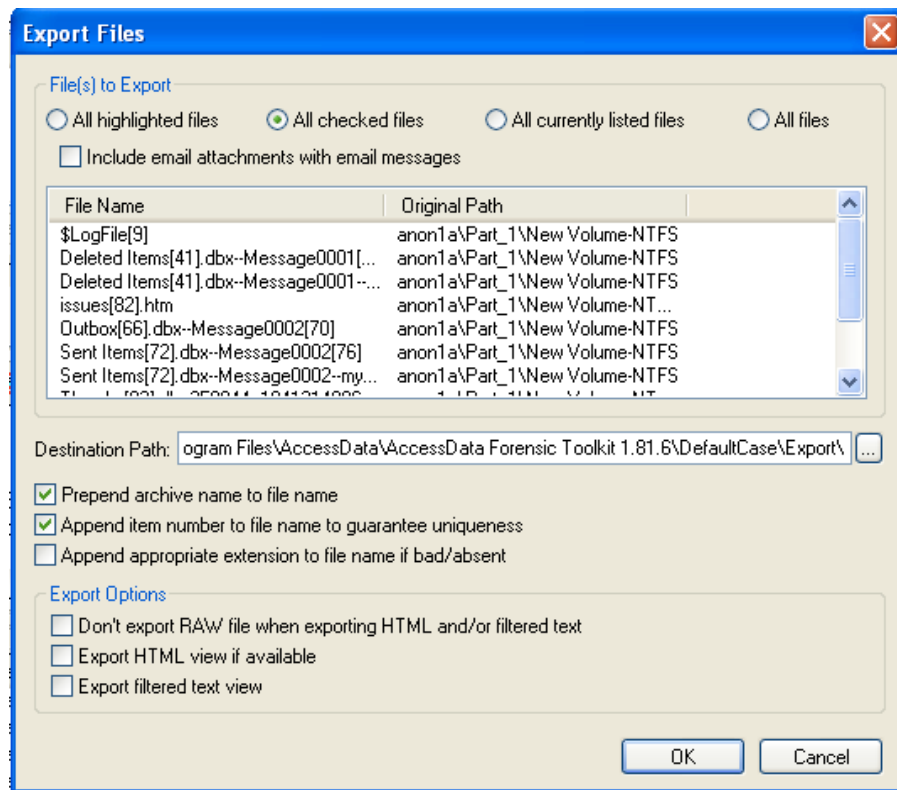 Export Files
File(s) to Export
All highlighted files All checked files All currently listed files All files
Include email attachments with email messages
File Name Original Path
$LogFile[9] anon1a\Part_1\New Volume-NTFS
Deleted Items[41].dbx--Message0001[... anon1a\Part_1\New Volume-NTFS
Deleted Items[41].dbx--Message0001--... anon1a\Part_1\New Volume-NTFS
issues[82].htm anon1a\Part_1\New Volume-NT...
Outbox[66].dbx--Message0002[70] anon1a\Part_1\New Volume-NTFS
Sent Items[72].dbx--Message0002[76] anon1a\Part_1\New Volume-NTFS
Sent Items[72].dbx--Message0002--my... anon1a\Part_1\New Volume-NTFS
Destination Path: ogram Files\AccessData\AccessData Forensic Toolkit 1.81.6\DefaultCase\Export\ ...
Prepend archive name to file name
Append item number to file name to guarantee uniqueness
Append appropriate extension to file name if bad/absent
Export Options
Don't export RAW file when exporting HTML and/or filtered text
Export HTML view if available
Export filtered text view
OK Cancel